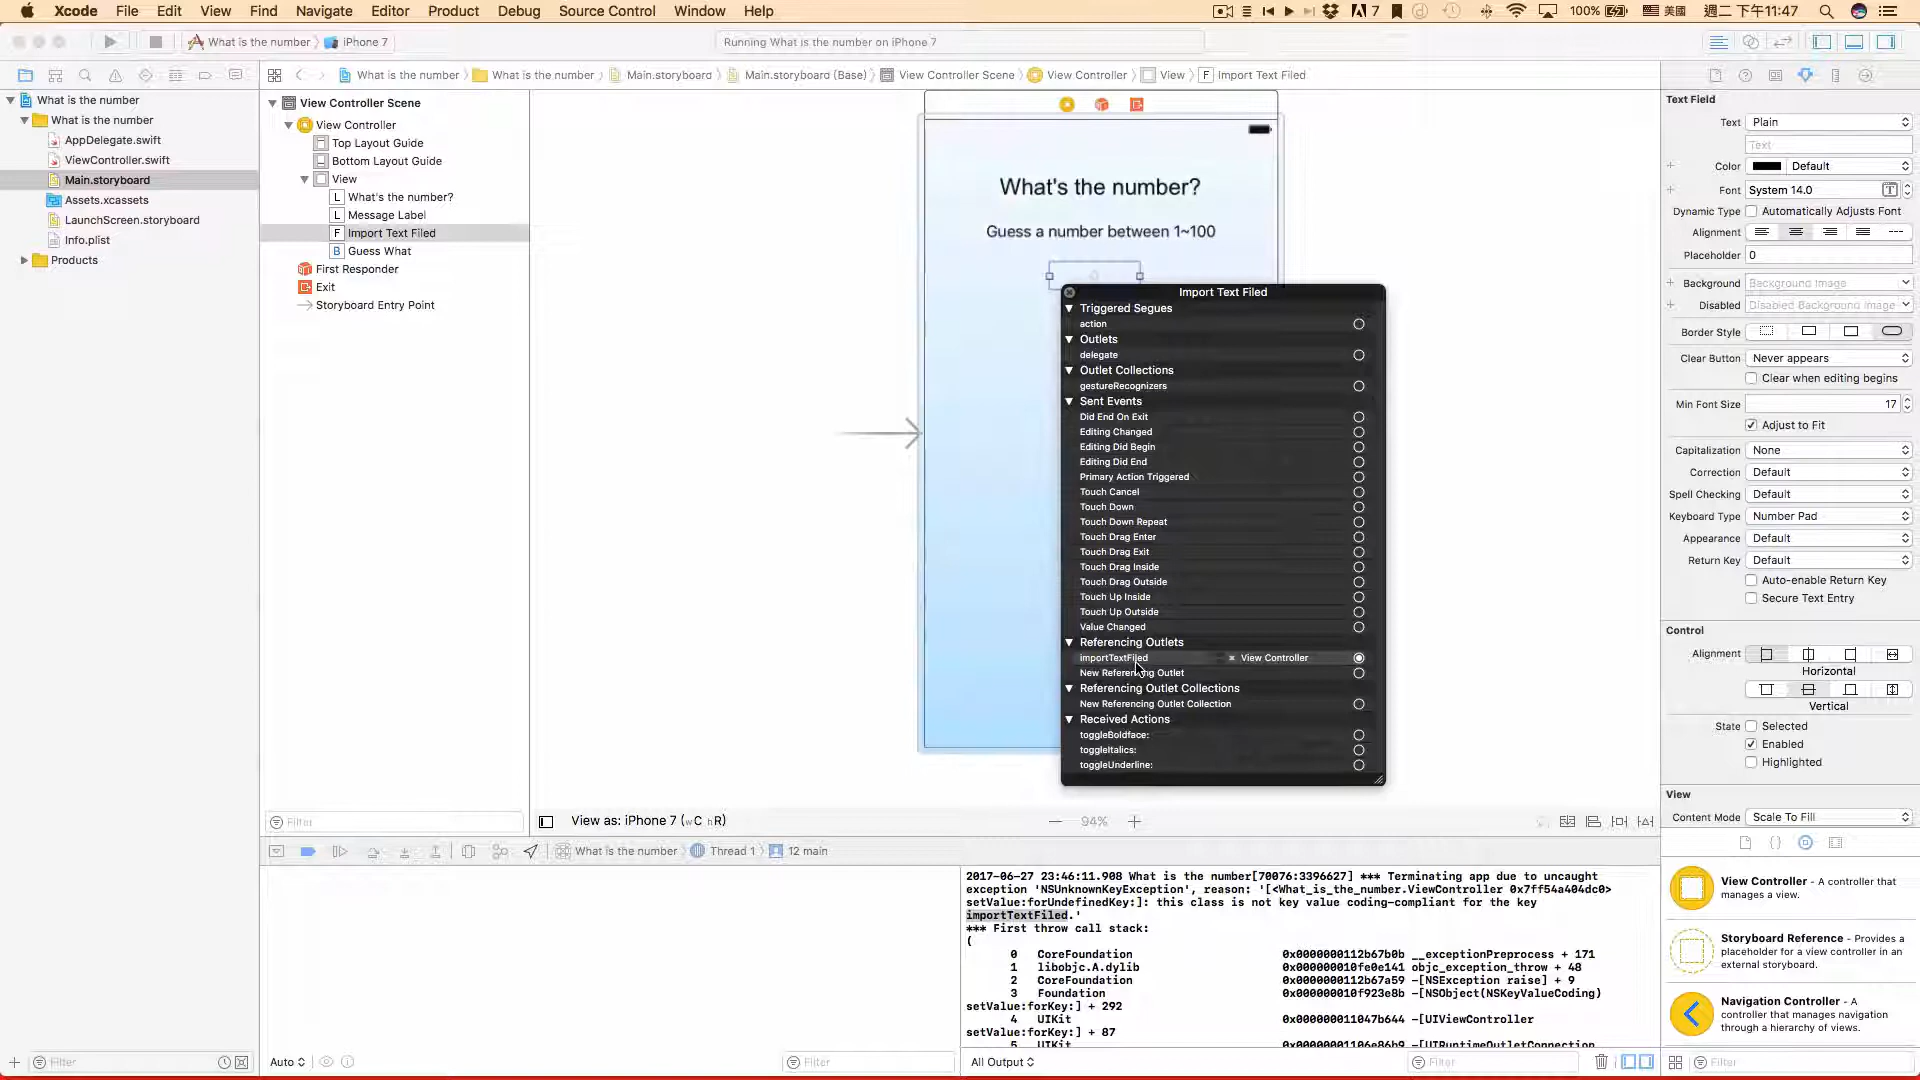 Xcode File Edit View Find Navigate Editor Product Debug Source Control Window Help
7 100% 美國 週二 下午11:47
What is the number iPhone 7
Running What is the number on iPhone 7
What is the number What is the number Main.storyboard Main.storyboard (Base) View Controller Scene View Controller View F Import Text Filed
What is the number
What is the number
AppDelegate.swift
ViewController.swift
Main.storyboard
Assets.xcassets
LaunchScreen.storyboard
Info.plist
Products
View Controller Scene
View Controller
Top Layout Guide
Bottom Layout Guide
View
L What's the number?
L Message Label
F Import Text Filed
B Guess What
First Responder
Exit
Storyboard Entry Point
What's the number?
Guess a number between 1~100
Import Text Filed
Triggered Segues
action
Outlets
delegate
Outlet Collections
gestureRecognizers
Sent Events
Did End On Exit
Editing Changed
Editing Did Begin
Editing Did End
Primary Action Triggered
Touch Cancel
Touch Down
Touch Down Repeat
Touch Drag Enter
Touch Drag Exit
Touch Drag Inside
Touch Drag Outside
Touch Up Inside
Touch Up Outside
Value Changed
Referencing Outlets
importTextFiled View Controller
New Referencing Outlet
Referencing Outlet Collections
New Referencing Outlet Collection
Received Actions
toggleBoldface:
toggleItalics:
toggleUnderline:
Text Field
Text Plain
Text
Color Default
Font System 14.0
Dynamic Type Automatically Adjusts Font
Alignment
Placeholder 0
Background Background Image
Disabled Disabled Background Image
Border Style
Clear Button Never appears
Clear when editing begins
Min Font Size 17
Adjust to Fit
Capitalization None
Correction Default
Spell Checking Default
Keyboard Type Number Pad
Appearance Default
Return Key Default
Auto-enable Return Key
Secure Text Entry
Control
Alignment
Horizontal
Vertical
State Selected
Enabled
Highlighted
View
Content Mode Scale To Fill
Filter
View as: iPhone 7 (wC hR)
94%
What is the number Thread 1 12 main
2017-06-27 23:46:11.908 What is the number[70076:3396627] *** Terminating app due to uncaught
exception 'NSUnknownKeyException', reason: '[<What_is_the_number.ViewController 0x7ff54a404dc0>
setValue:forUndefinedKey:]: this class is not key value coding-compliant for the key
importTextFiled.'
*** First throw call stack:
(
0 CoreFoundation 0x0000000112b67b0b __exceptionPreprocess + 171
1 libobjc.A.dylib 0x000000010fe0e141 objc_exception_throw + 48
2 CoreFoundation 0x0000000112b67a59 -[NSException raise] + 9
3 Foundation 0x000000010f923e8b -[NSObject(NSKeyValueCoding)
setValue:forKey:] + 292
4 UIKit 0x000000011047b644 -[UIViewController
setValue:forKey:] + 87
5 UIKit 0x00000001106e86b9 -[UIRuntimeOutletConnection
View Controller - A controller that
manages a view.
Storyboard Reference - Provides a
placeholder for a view controller in an
external storyboard.
Navigation Controller - A
controller that manages navigation
through a hierarchy of views.
Filter
Auto
Filter
All Output
Filter
Filter